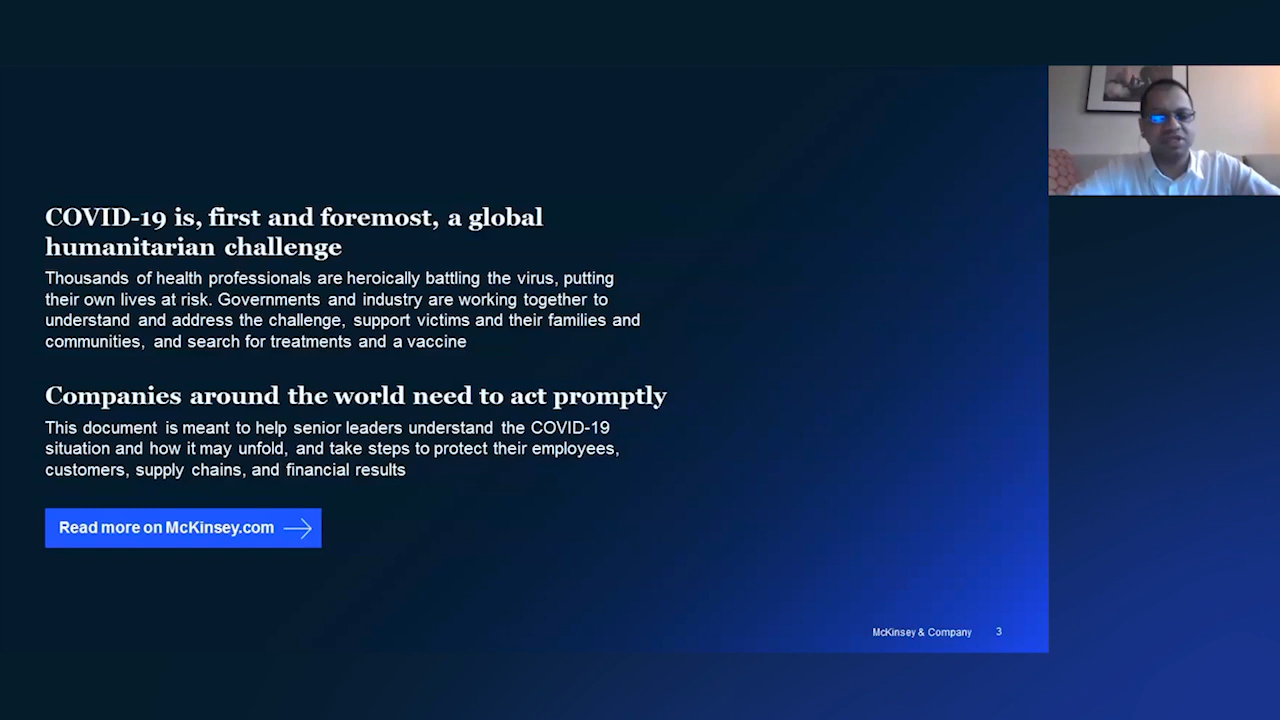 COVID-19 is, first and foremost, a global
humanitarian challenge
Thousands of health professionals are heroically battling the virus, putting
their own lives at risk. Governments and industry are working together to
understand and address the challenge, support victims and their families and
communities, and search for treatments and a vaccine
Companies around the world need to act promptly
This document is meant to help senior leaders understand the COVID-19
situation and how it may unfold, and take steps to protect their employees,
customers, supply chains, and financial results
Read more on McKinsey.com
McKinsey & Company 3